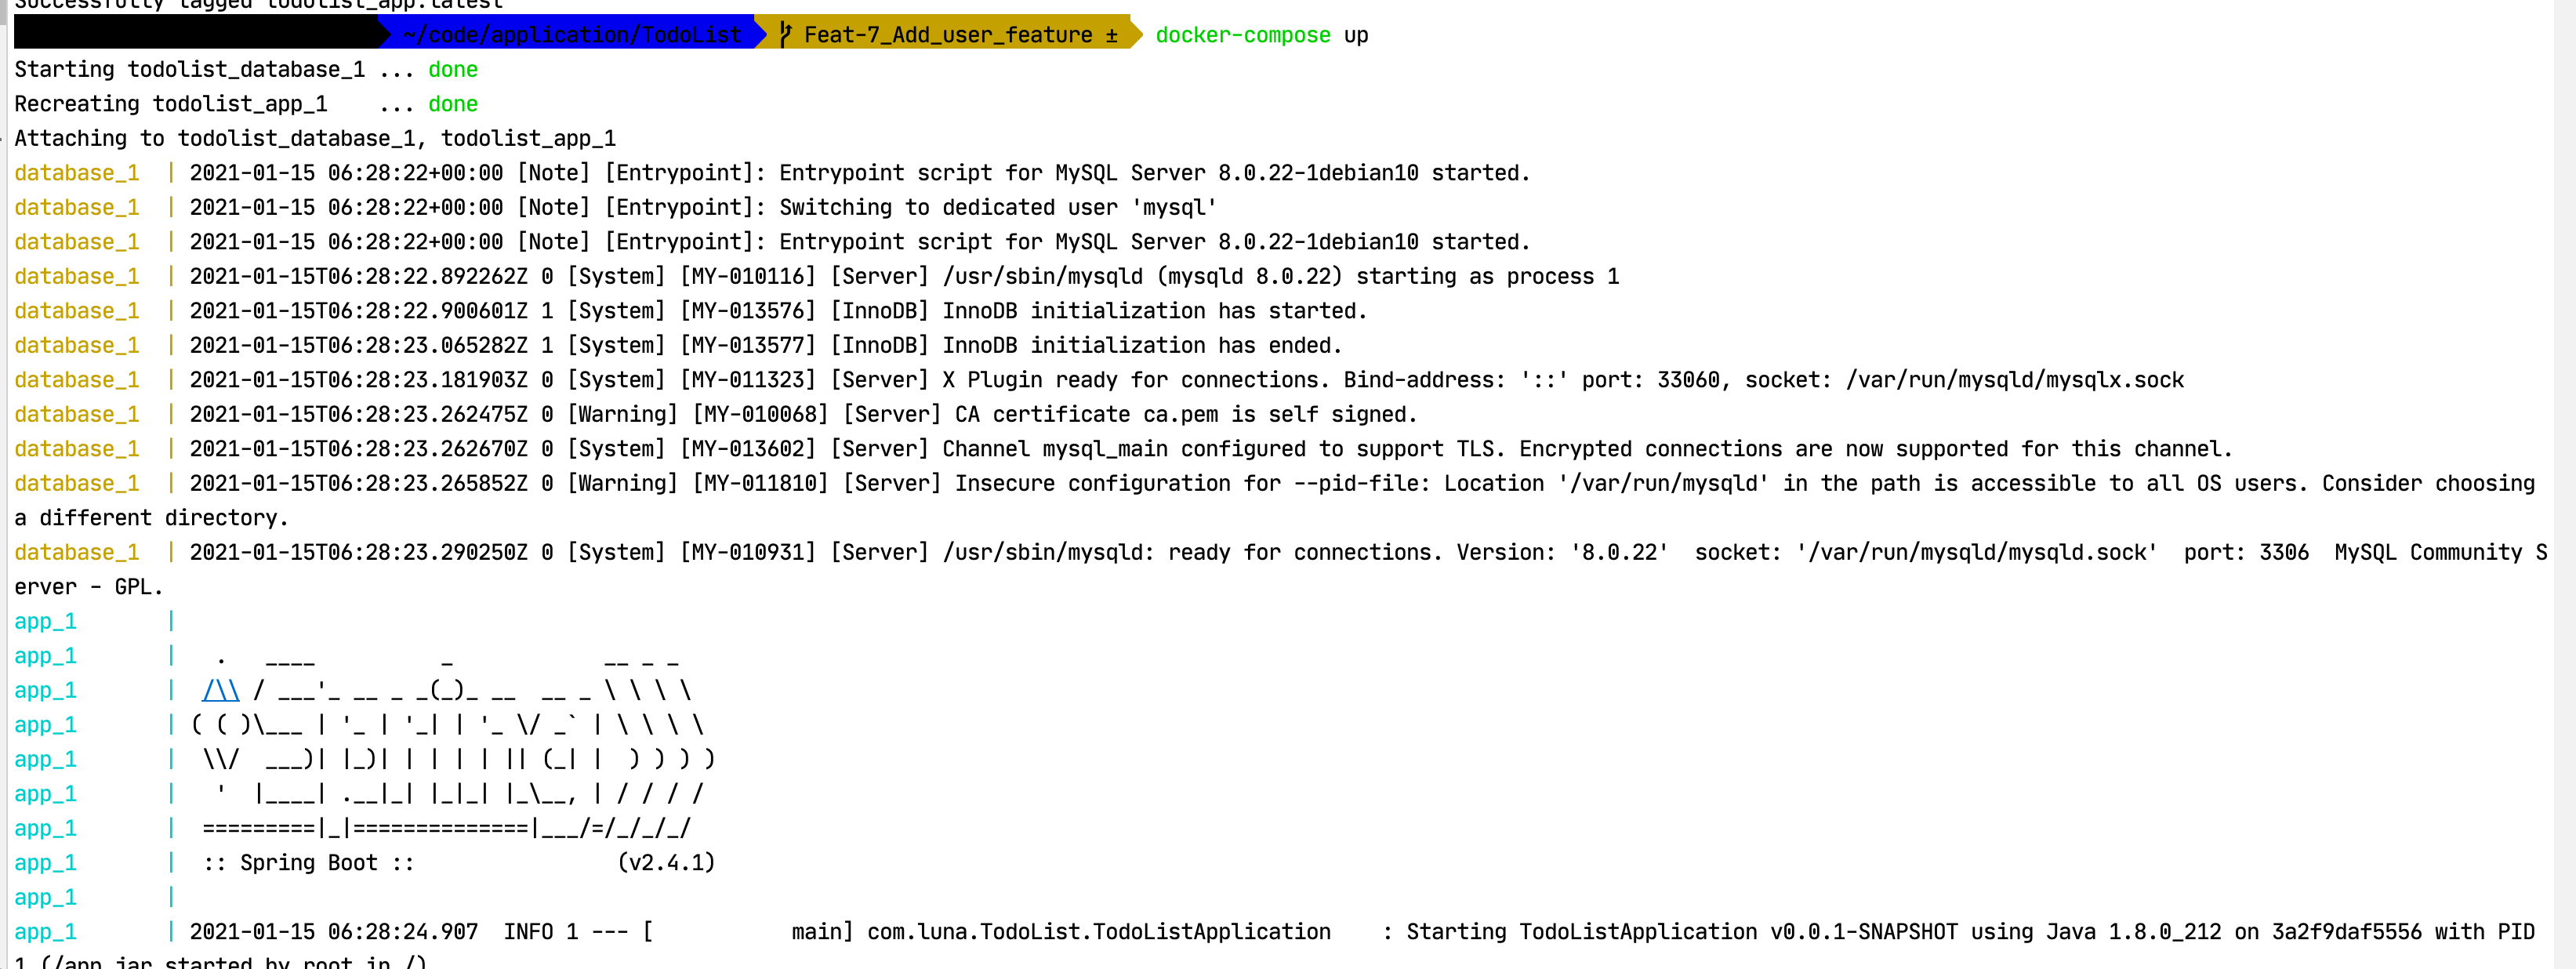 Successfully tagged todolist_app:latest
~/code/application/TodoList Feat-7_Add_user_feature ± docker-compose up
Starting todolist_database_1 ... done
Recreating todolist_app_1    ... done
Attaching to todolist_database_1, todolist_app_1
database_1  | 2021-01-15 06:28:22+00:00 [Note] [Entrypoint]: Entrypoint script for MySQL Server 8.0.22-1debian10 started.
database_1  | 2021-01-15 06:28:22+00:00 [Note] [Entrypoint]: Switching to dedicated user 'mysql'
database_1  | 2021-01-15 06:28:22+00:00 [Note] [Entrypoint]: Entrypoint script for MySQL Server 8.0.22-1debian10 started.
database_1  | 2021-01-15T06:28:22.892262Z 0 [System] [MY-010116] [Server] /usr/sbin/mysqld (mysqld 8.0.22) starting as process 1
database_1  | 2021-01-15T06:28:22.900601Z 1 [System] [MY-013576] [InnoDB] InnoDB initialization has started.
database_1  | 2021-01-15T06:28:23.065282Z 1 [System] [MY-013577] [InnoDB] InnoDB initialization has ended.
database_1  | 2021-01-15T06:28:23.181903Z 0 [System] [MY-011323] [Server] X Plugin ready for connections. Bind-address: '::' port: 33060, socket: /var/run/mysqld/mysqlx.sock
database_1  | 2021-01-15T06:28:23.262475Z 0 [Warning] [MY-010068] [Server] CA certificate ca.pem is self signed.
database_1  | 2021-01-15T06:28:23.262670Z 0 [System] [MY-013602] [Server] Channel mysql_main configured to support TLS. Encrypted connections are now supported for this channel.
database_1  | 2021-01-15T06:28:23.265852Z 0 [Warning] [MY-011810] [Server] Insecure configuration for --pid-file: Location '/var/run/mysqld' in the path is accessible to all OS users. Consider choosing
a different directory.
database_1  | 2021-01-15T06:28:23.290250Z 0 [System] [MY-010931] [Server] /usr/sbin/mysqld: ready for connections. Version: '8.0.22'  socket: '/var/run/mysqld/mysqld.sock'  port: 3306  MySQL Community S
erver - GPL.
app_1       |
app_1       |   .   ____          _            __ _ _
app_1       |  /\\ / ___'_ __ _ _(_)_ __  __ _ \ \ \ \
app_1       | ( ( )\___ | '_ | '_| | '_ \/ _` | \ \ \ \
app_1       |  \\/  ___)| |_)| | | | | || (_| |  ) ) ) )
app_1       |   '  |____| .__|_| |_|_| |_\__, | / / / /
app_1       |  =========|_|==============|___/=/_/_/_/
app_1       |  :: Spring Boot ::                (v2.4.1)
app_1       |
app_1       | 2021-01-15 06:28:24.907  INFO 1 --- [           main] com.luna.TodoList.TodoListApplication    : Starting TodoListApplication v0.0.1-SNAPSHOT using Java 1.8.0_212 on 3a2f9daf5556 with PID
1 (/app.jar started by root in /)